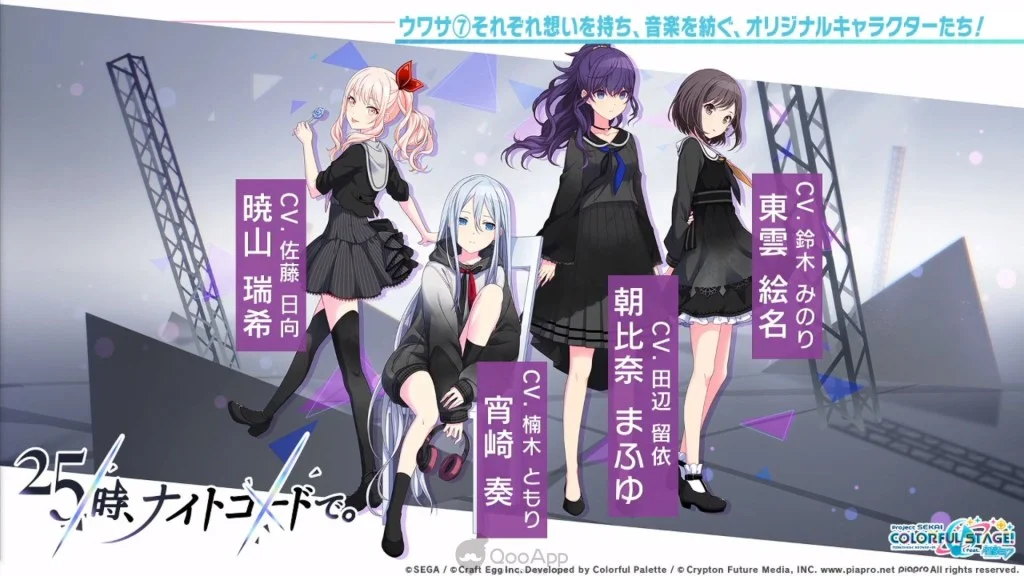 ウワサ⑦それぞれ想いを持ち、音楽を紡ぐ、オリジナルキャラクターたち！
CV. 佐藤 日向
暁山 瑞希
CV. 楠木 ともり
宵崎 奏
CV. 田辺 留依
朝比奈 まふゆ
CV. 鈴木 みのり
東雲 絵名
25時、ナイトコードで。
Project SEKAI
COLORFUL STAGE!
feat. 初音ミク
QooApp
©SEGA / ©Craft Egg Inc. Developed by Colorful Palette / ©Crypton Future Media, INC. www.piapro.net piapro All rights reserved.